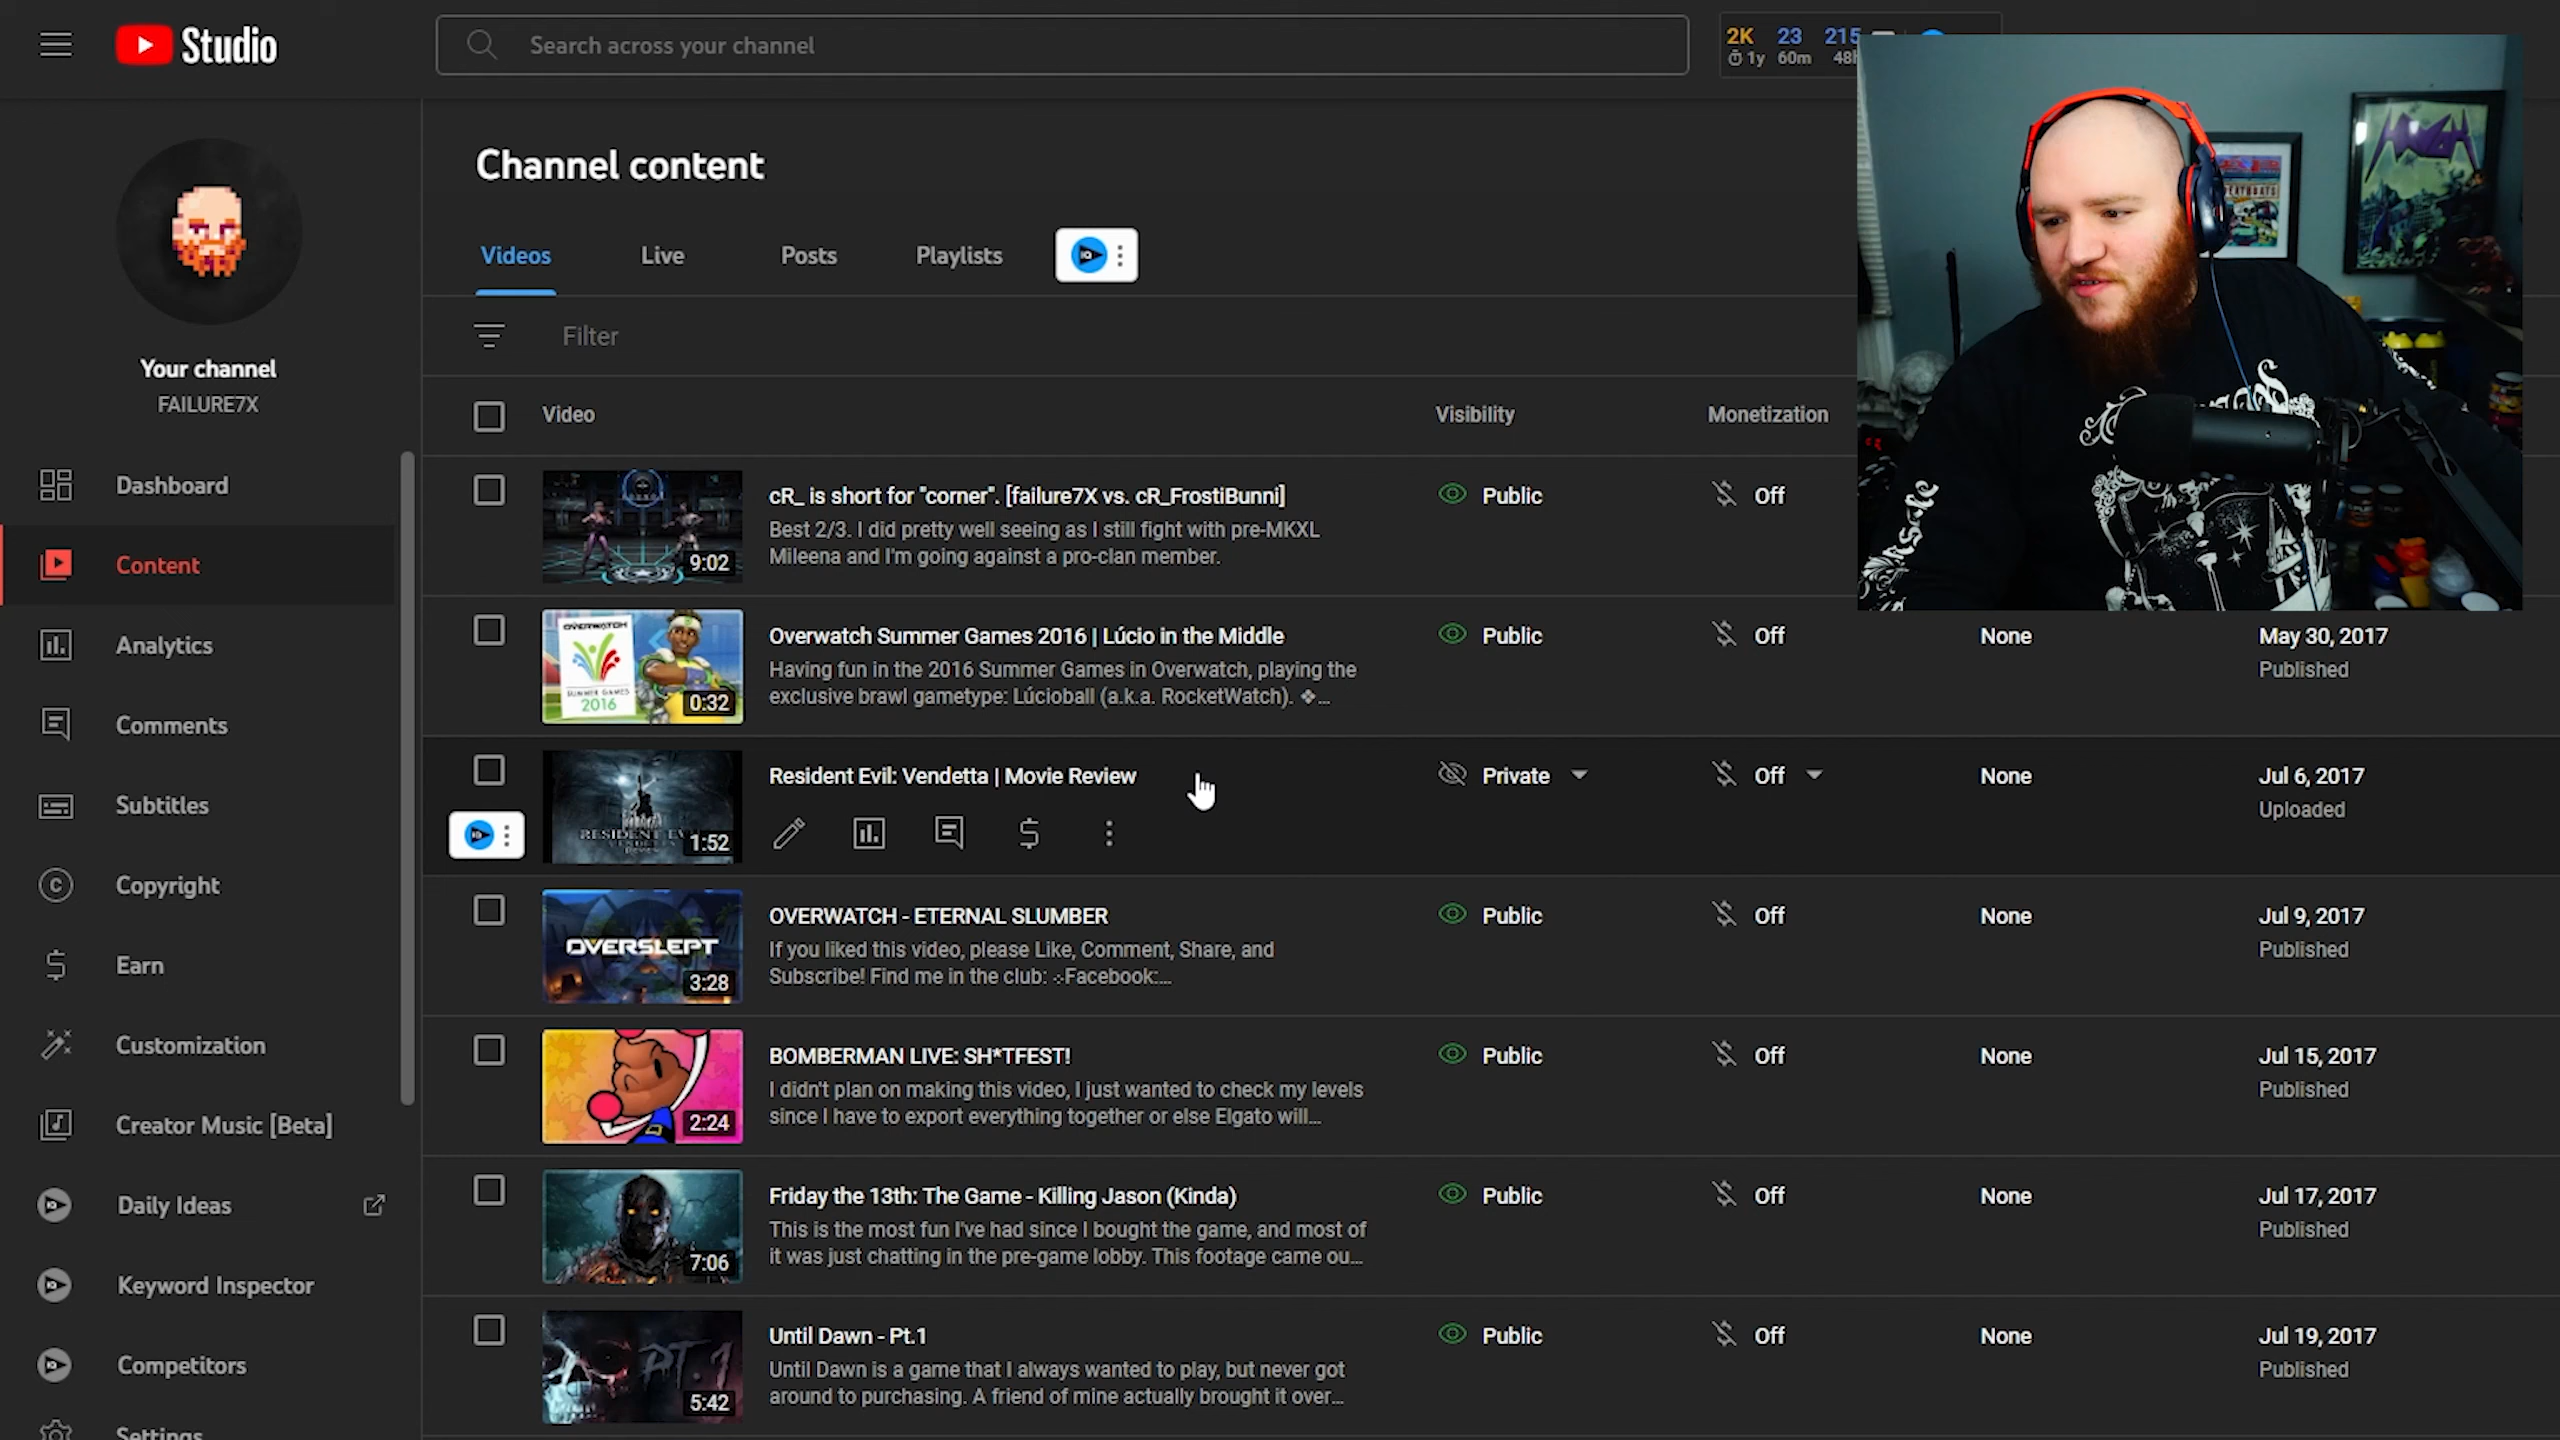 Studio
Search across your channel
2K 23 215
1y 60m 48h
Your channel
FAILURE7X
Dashboard
Content
Analytics
Comments
Subtitles
Copyright
Earn
Customization
Creator Music [Beta]
Daily Ideas
Keyword Inspector
Competitors
Settings
Channel content
Videos Live Posts Playlists
Filter
Video Visibility Monetization
cR_ is short for "corner". [failure7X vs. cR_FrostiBunni] Public Off
Best 2/3. I did pretty well seeing as I still fight with pre-MKXL
Mileena and I'm going against a pro-clan member.
9:02
Overwatch Summer Games 2016 | Lúcio in the Middle Public Off None May 30, 2017
Having fun in the 2016 Summer Games in Overwatch, playing the Published
exclusive brawl gametype: Lúcioball (a.k.a. RocketWatch). ❖...
OVERWATCH
SUMMER GAMES
2016
0:32
Resident Evil: Vendetta | Movie Review Private Off None Jul 6, 2017
Uploaded
RESIDENT EV
VENDETTA
1:52
OVERWATCH - ETERNAL SLUMBER Public Off None Jul 9, 2017
If you liked this video, please Like, Comment, Share, and Published
Subscribe! Find me in the club: ⁘Facebook:...
OVERSLEPT
3:28
BOMBERMAN LIVE: SH*TFEST! Public Off None Jul 15, 2017
I didn't plan on making this video, I just wanted to check my levels Published
since I have to export everything together or else Elgato will...
2:24
Friday the 13th: The Game - Killing Jason (Kinda) Public Off None Jul 17, 2017
This is the most fun I've had since I bought the game, and most of Published
it was just chatting in the pre-game lobby. This footage came ou...
7:06
Until Dawn - Pt.1 Public Off None Jul 19, 2017
Until Dawn is a game that I always wanted to play, but never got Published
around to purchasing. A friend of mine actually brought it over...
PT.1
5:42